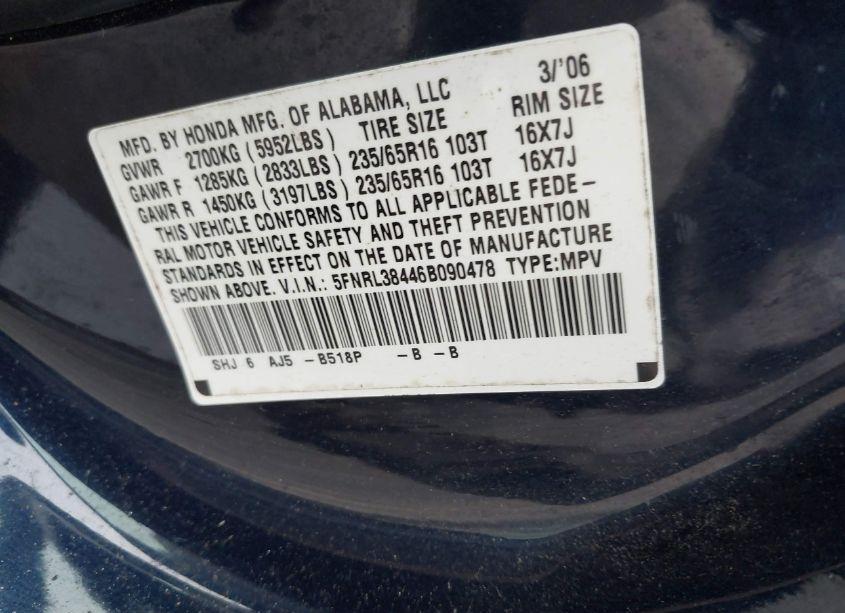 MFD. BY HONDA MFG. OF ALABAMA, LLC 3/'06
GVWR 2700KG (5952LBS) TIRE SIZE RIM SIZE
GAWR F 1285KG (2833LBS) 235/65R16 103T 16X7J
GAWR R 1450KG (3197LBS) 235/65R16 103T 16X7J
THIS VEHICLE CONFORMS TO ALL APPLICABLE FEDE-
RAL MOTOR VEHICLE SAFETY AND THEFT PREVENTION
STANDARDS IN EFFECT ON THE DATE OF MANUFACTURE
SHOWN ABOVE. V.I.N.: 5FNRL38446B090478 TYPE:MPV
SHJ 6 AJ5 -B518P -B -B